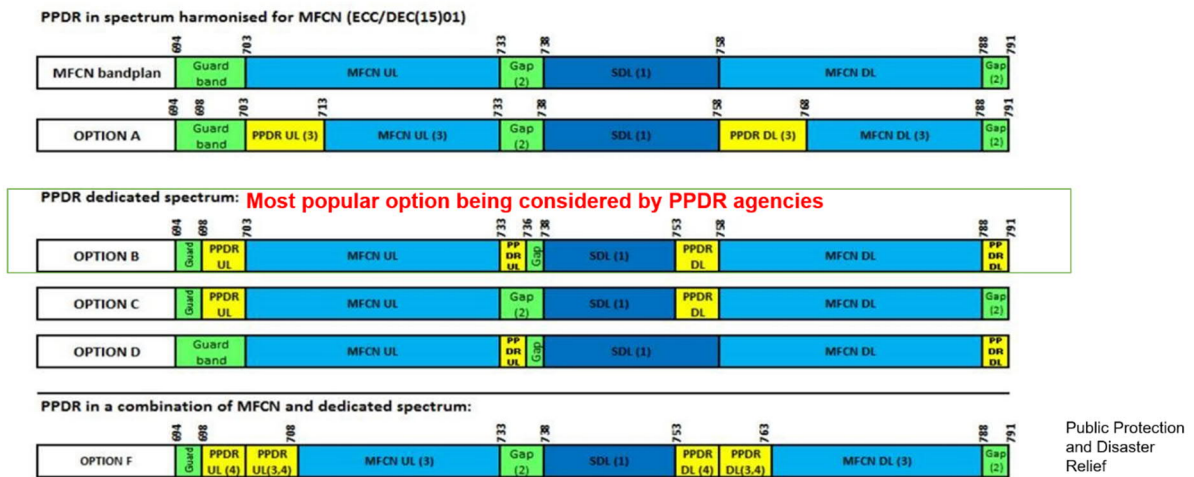 PPDR in spectrum harmonised for MFCN (ECC/DEC(15)01)
694 703 733 738 758 788 791
MFCN bandplan Guard band MFCN UL Gap (2) SDL (1) MFCN DL Gap (2)
694 698 703 713 733 738 758 768 788 791
OPTION A Guard band PPDR UL (3) MFCN UL (3) Gap (2) SDL (1) PPDR DL (3) MFCN DL (3) Gap (2)
PPDR dedicated spectrum: Most popular option being considered by PPDR agencies
694 698 703 733 736 738 753 758 788 791
OPTION B Guard PPDR UL MFCN UL PP DR UL Gap SDL (1) PPDR DL MFCN DL PP DR DL
OPTION C Guard PPDR UL MFCN UL Gap (2) SDL (1) PPDR DL MFCN DL Gap (2)
OPTION D Guard band MFCN UL PP DR UL Gap SDL (1) MFCN DL PP DR DL
PPDR in a combination of MFCN and dedicated spectrum:
694 698 708 733 738 753 763 788 791
OPTION F Guard PPDR UL (4) PPDR UL(3,4) MFCN UL (3) Gap (2) SDL (1) PPDR DL (4) PPDR DL(3,4) MFCN DL (3) Gap (2)
Public Protection
and Disaster
Relief